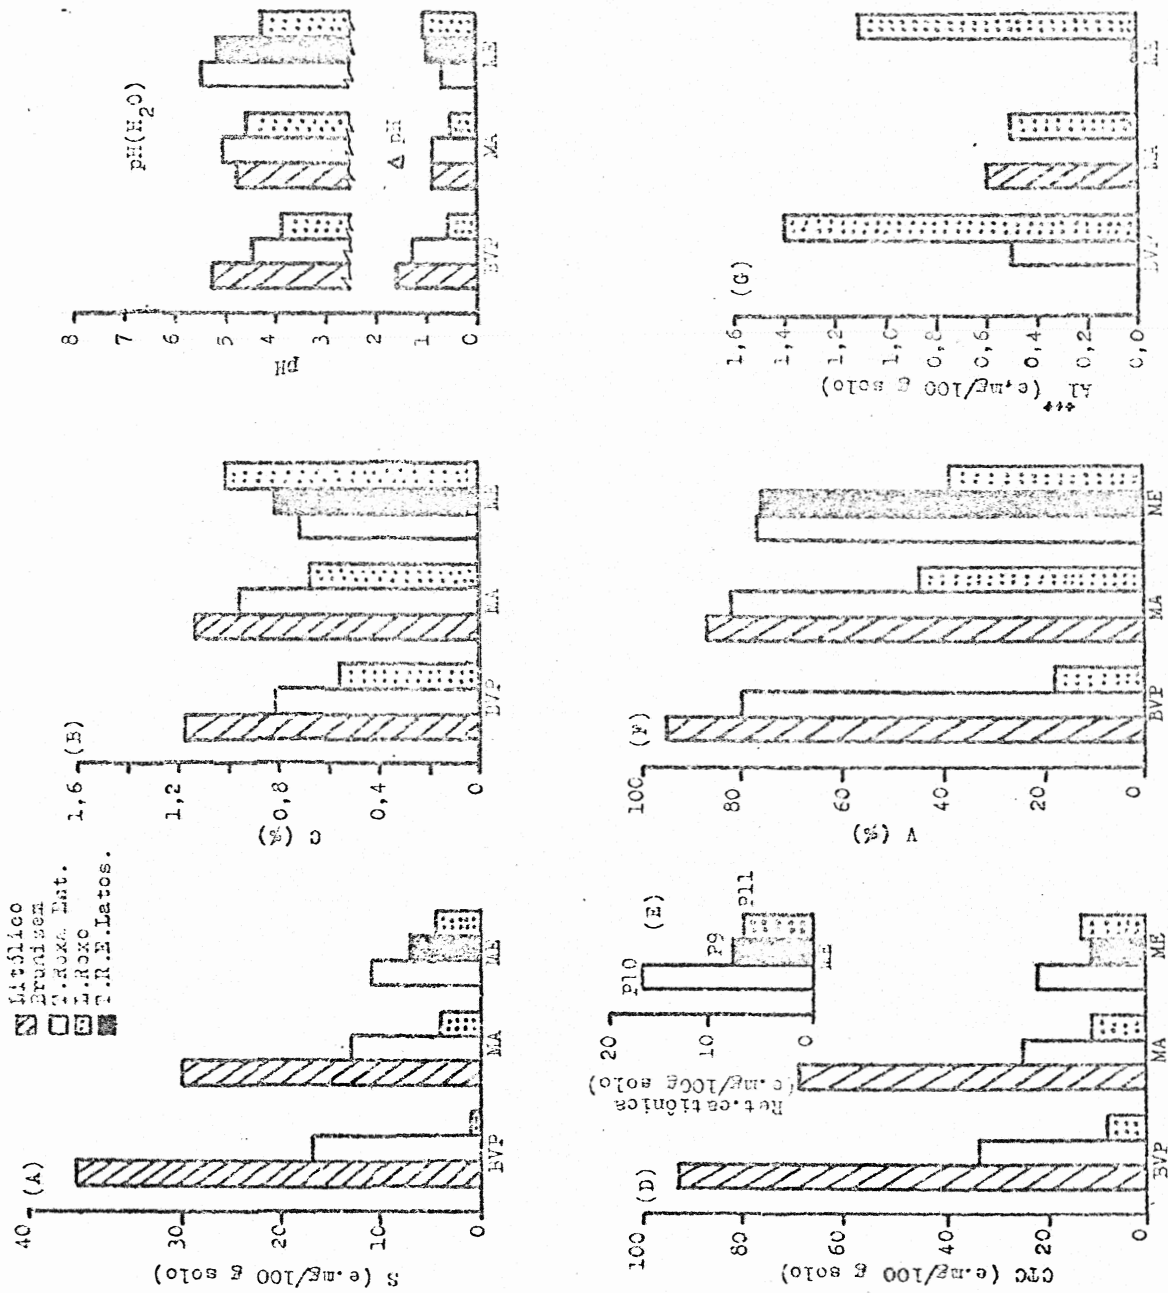 Litólico
Brunizem
T.Roxa Est.
L.Roxo
T.R.E.Latos.
(A)
S (e.mg/100 g solo)
40
30
20
10
0
BVP
MA
ME
(B)
C (%)
1,6
1,2
0,8
0,4
0
BVP
MA
ME
pH(H2O)
Δ pH
pH
8
7
6
5
4
3
2
1
0
BVP
MA
ME
(D)
CTC (e.mg/100 g solo)
100
80
60
40
20
0
BVP
MA
ME
(E)
Ret.catiônica
(e.mg/100g solo)
20
10
0
P10
P9
P11
ME
(F)
V (%)
100
80
60
40
20
0
BVP
MA
ME
(G)
Al+++ (e.mg/100 g solo)
1,6
1,4
1,2
1,0
0,8
0,6
0,4
0,2
0,0
BVP
MA
ME